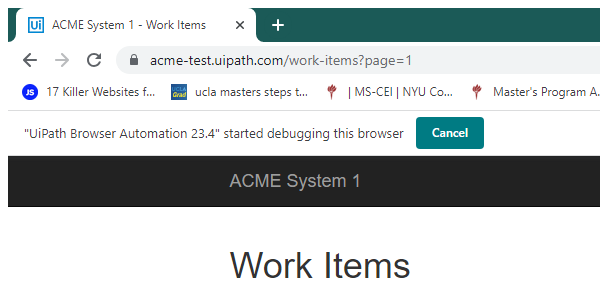 Ui ACME System 1 - Work Items
acme-test.uipath.com/work-items?page=1
JS 17 Killer Websites f... UCLA Grad ucla masters steps t... | MS-CEI | NYU Co... Master's Program A.
"UiPath Browser Automation 23.4" started debugging this browser Cancel
ACME System 1
Work Items